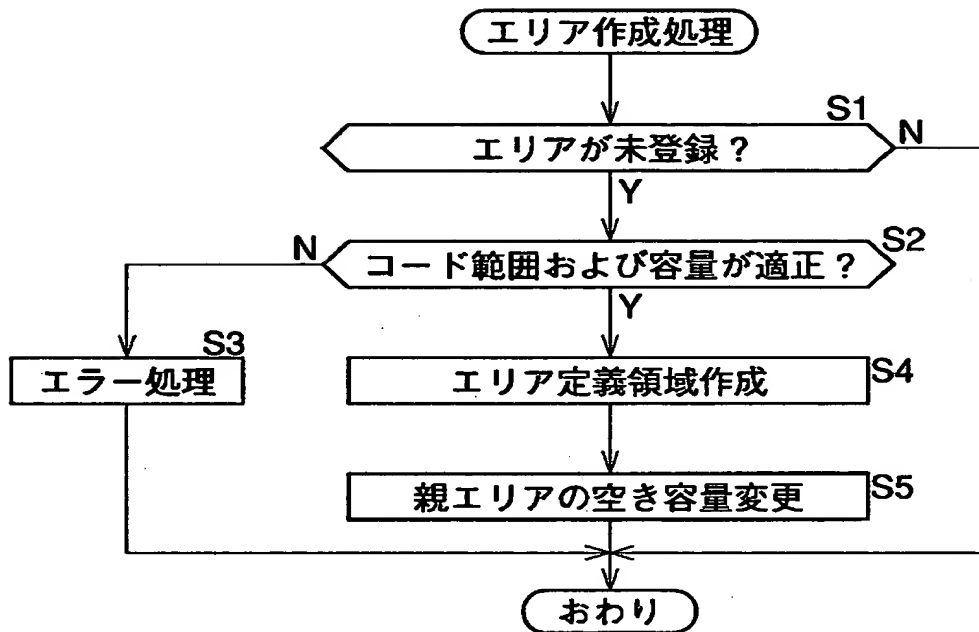 エリア作成処理
S1
エリアが未登録?
N
Y
S2
N
コード範囲および容量が適正?
Y
S3
エラー処理
エリア定義領域作成
S4
親エリアの空き容量変更
S5
おわり